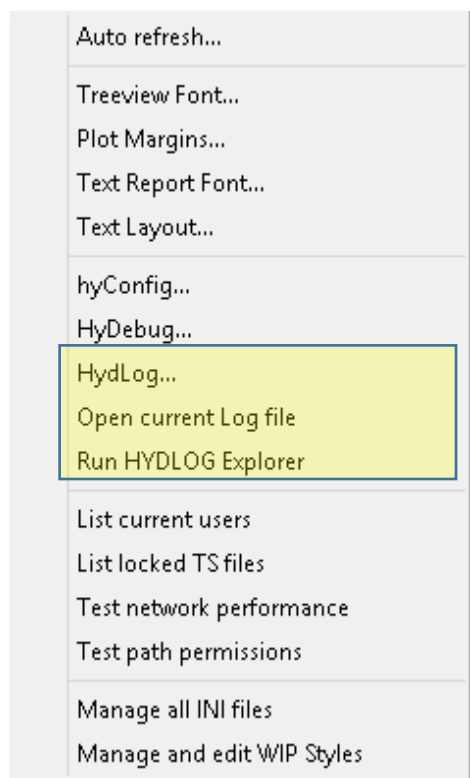 Auto refresh...
Treeview Font...
Plot Margins...
Text Report Font...
Text Layout...
hyConfig...
HyDebug...
HydLog...
Open current Log file
Run HYDLOG Explorer
List current users
List locked TS files
Test network performance
Test path permissions
Manage all INI files
Manage and edit WIP Styles